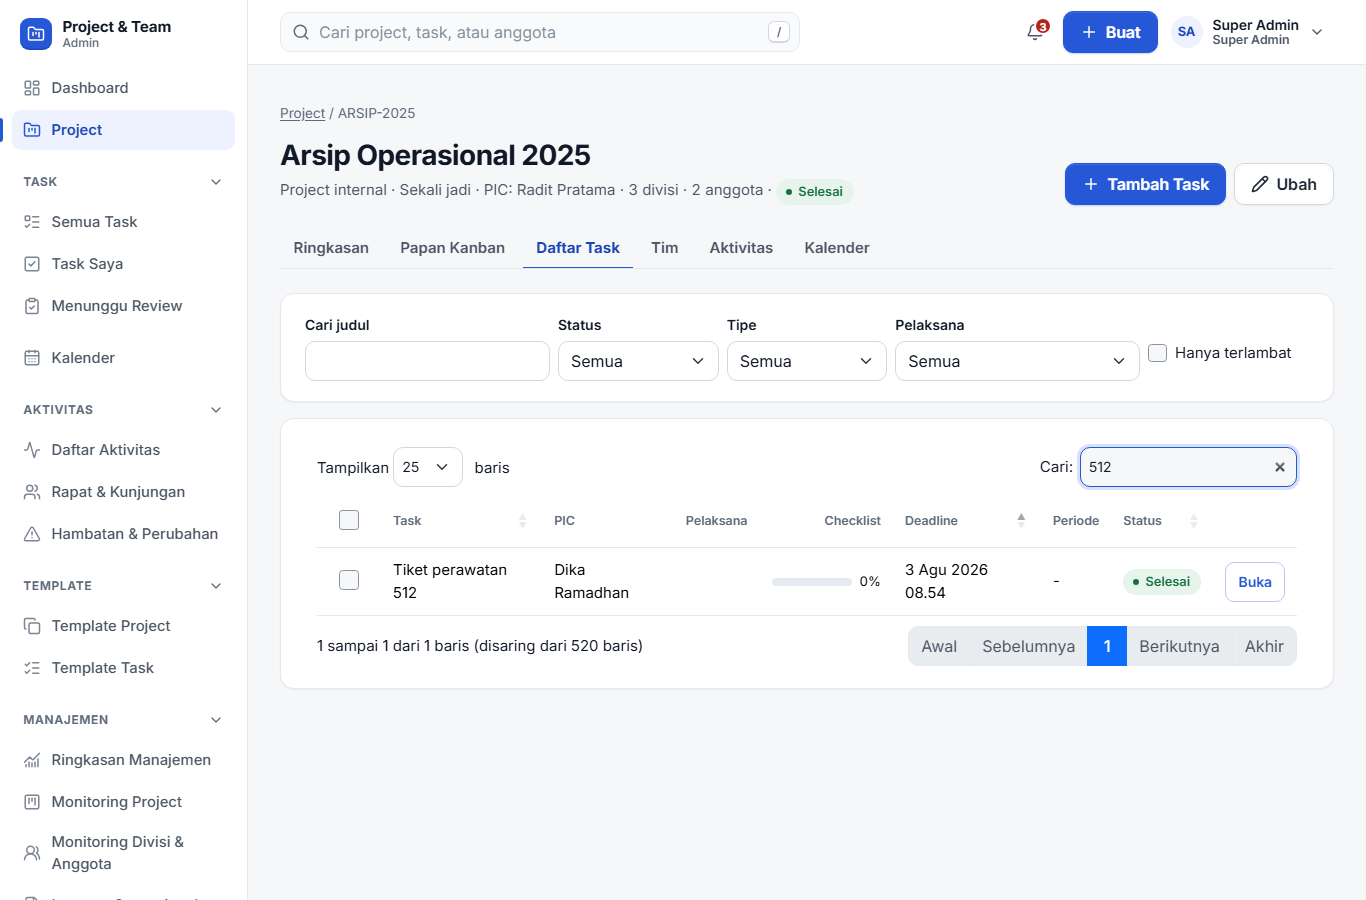 Project & Team
Admin
Dashboard
Project
TASK
Semua Task
Task Saya
Menunggu Review
Kalender
AKTIVITAS
Daftar Aktivitas
Rapat & Kunjungan
Hambatan & Perubahan
TEMPLATE
Template Project
Template Task
MANAJEMEN
Ringkasan Manajemen
Monitoring Project
Monitoring Divisi &
Anggota
Cari project, task, atau anggota /
3
+ Buat
SA
Super Admin
Super Admin
Project / ARSIP-2025
Arsip Operasional 2025
Project internal · Sekali jadi · PIC: Radit Pratama · 3 divisi · 2 anggota · Selesai
+ Tambah Task
Ubah
Ringkasan Papan Kanban Daftar Task Tim Aktivitas Kalender
Cari judul Status Tipe Pelaksana
Semua Semua Semua Hanya terlambat
Tampilkan 25 baris
Cari: 512
Task PIC Pelaksana Checklist Deadline Periode Status
Tiket perawatan
512
Dika
Ramadhan
0%
3 Agu 2026
08.54
-
Selesai
Buka
1 sampai 1 dari 1 baris (disaring dari 520 baris)
Awal Sebelumnya 1 Berikutnya Akhir